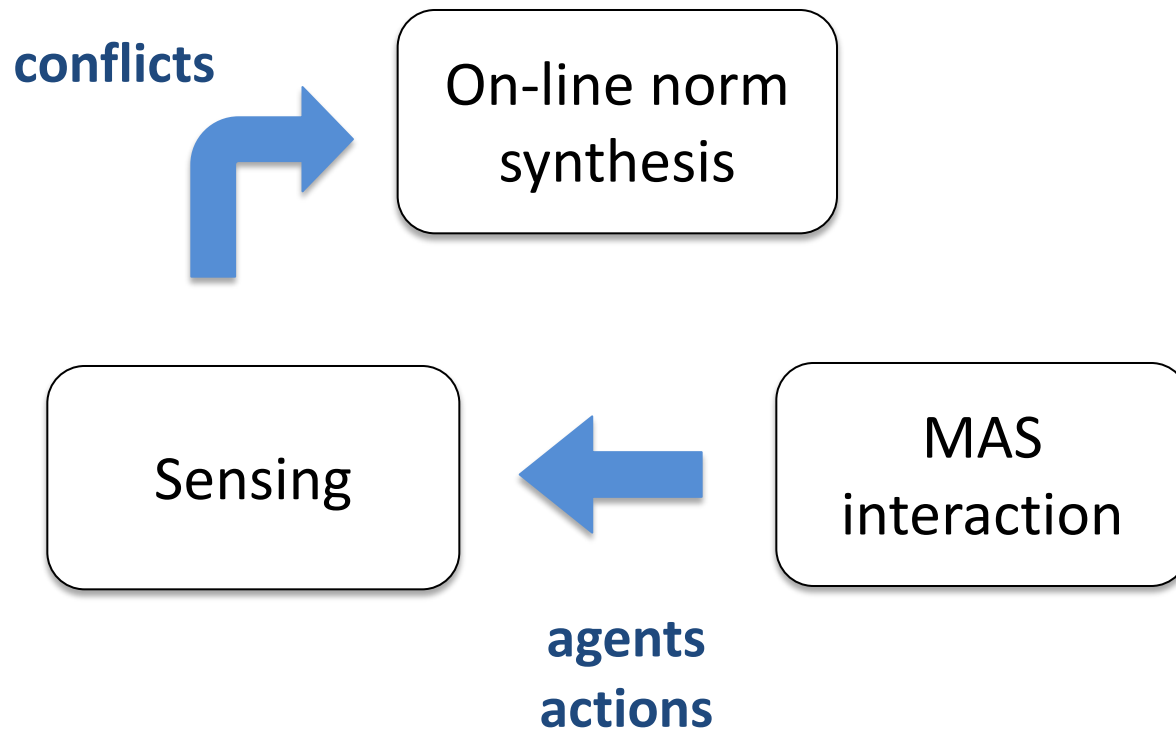 conflicts
On-line norm
synthesis
Sensing
MAS
interaction
agents
actions